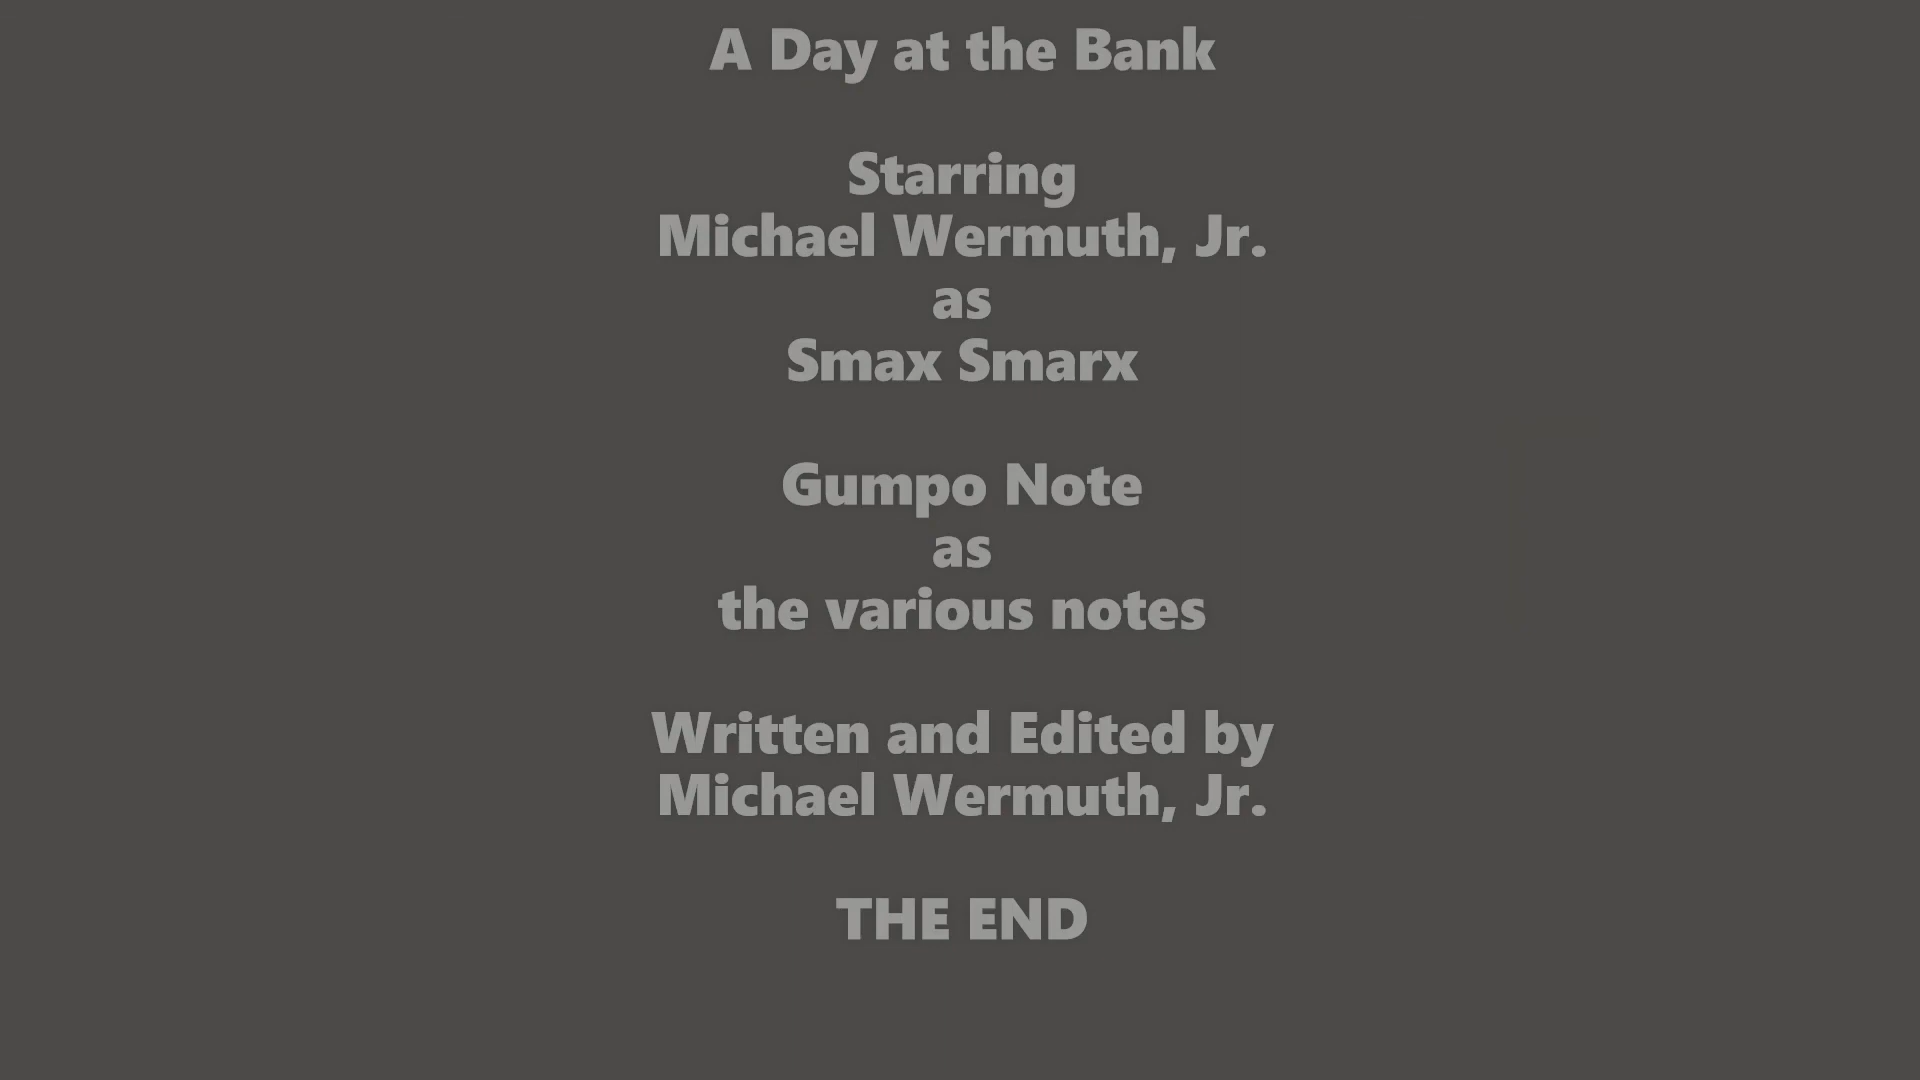 A Day at the Bank
Starring
Michael Wermuth, Jr.
as
Smax Smarx
Gumpo Note
as
the various notes
Written and Edited by
Michael Wermuth, Jr.
THE END